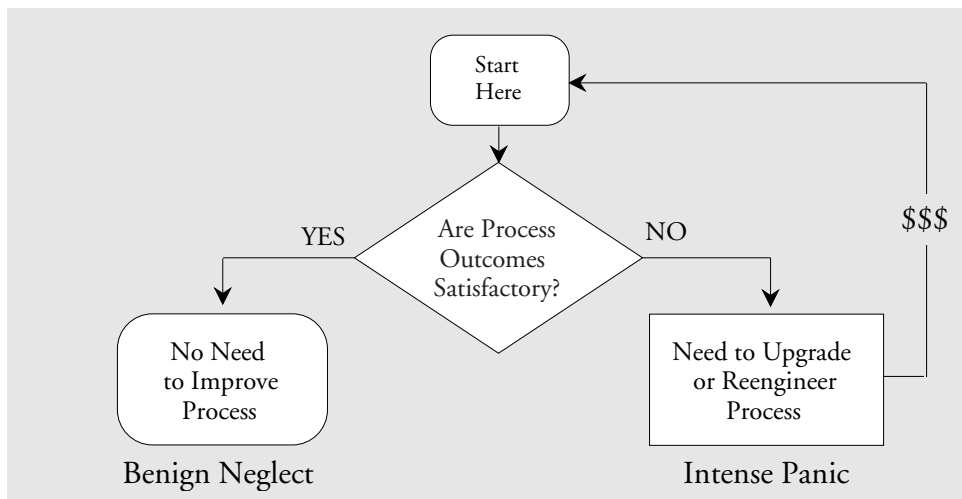 Start
Here
Are Process
Outcomes
Satisfactory?
YES
NO
$$$
No Need
to Improve
Process
Need to Upgrade
or Reengineer
Process
Benign Neglect
Intense Panic